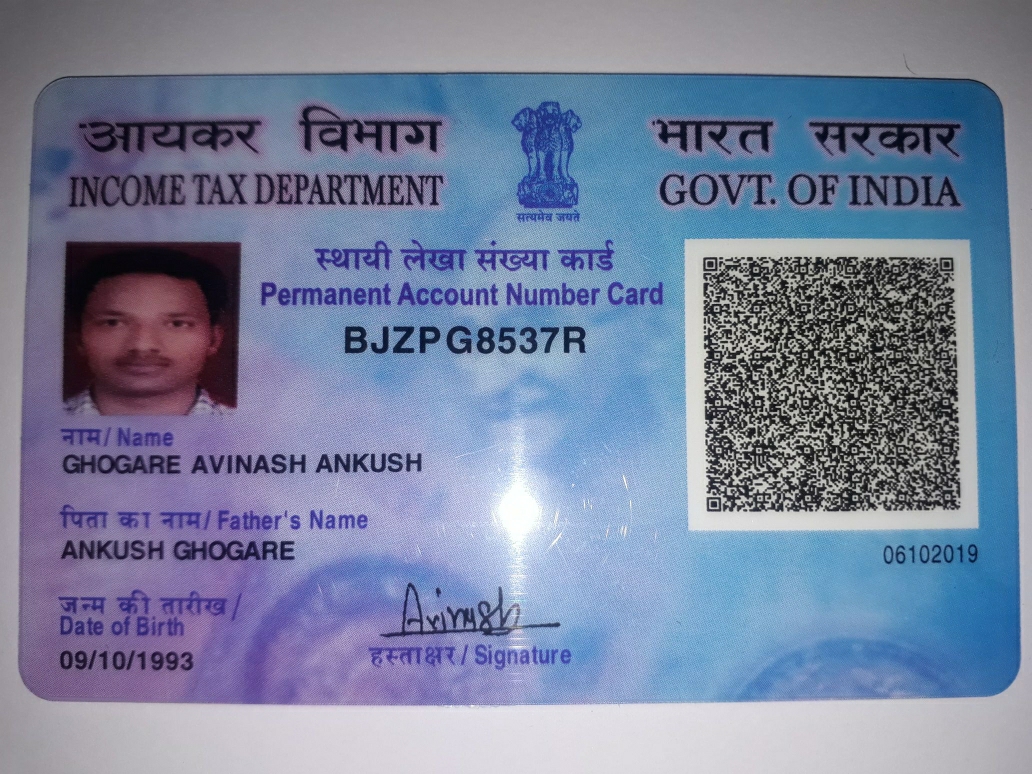 आयकर विभाग
INCOME TAX DEPARTMENT
सत्यमेव जयते
भारत सरकार
GOVT. OF INDIA
स्थायी लेखा संख्या कार्ड
Permanent Account Number Card
BJZPG8537R
नाम / Name
GHOGARE AVINASH ANKUSH
पिता का नाम / Father's Name
ANKUSH GHOGARE
06102019
जन्म की तारीख /
Date of Birth
09/10/1993
Avinash
हस्ताक्षर / Signature